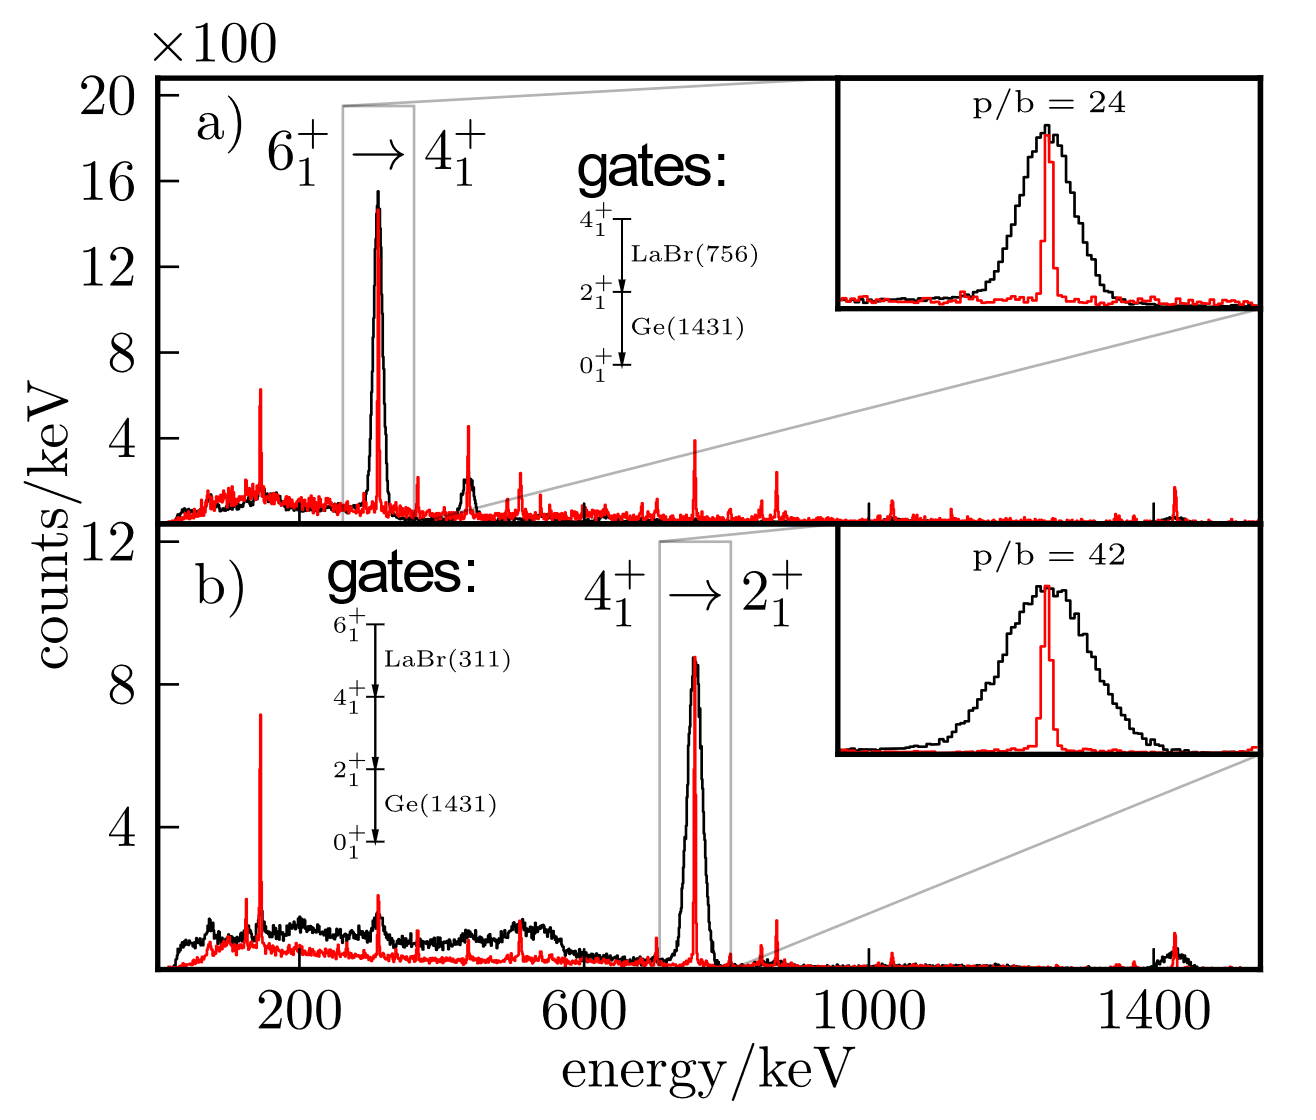 ×100
20
16
12
8
4
a)
6₁⁺ → 4₁⁺
gates:
4₁⁺
LaBr(756)
2₁⁺
Ge(1431)
0₁⁺
p/b = 24
counts/keV
12
8
4
b)
gates:
6₁⁺
LaBr(311)
4₁⁺
2₁⁺
Ge(1431)
0₁⁺
4₁⁺ → 2₁⁺
p/b = 42
200 600 1000 1400
energy/keV